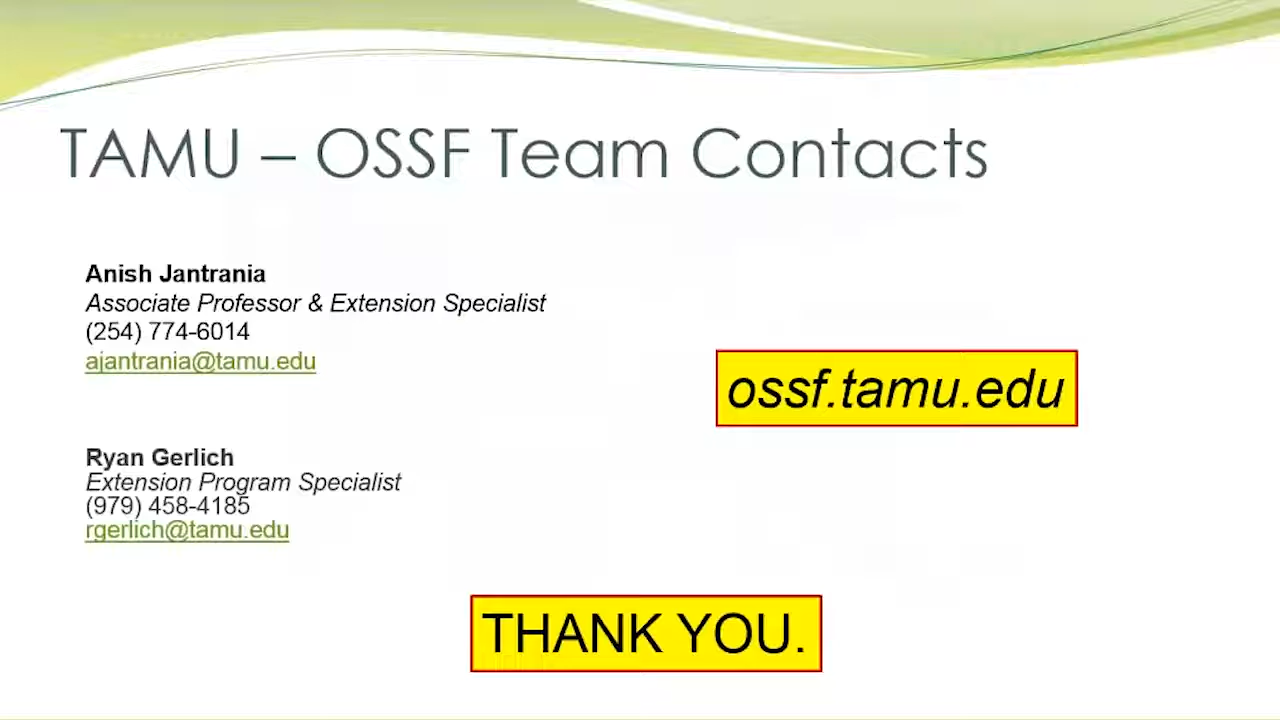 TAMU – OSSF Team Contacts
Anish Jantrania
Associate Professor & Extension Specialist
(254) 774-6014
ajantrania@tamu.edu
ossf.tamu.edu
Ryan Gerlich
Extension Program Specialist
(979) 458-4185
rgerlich@tamu.edu
THANK YOU.